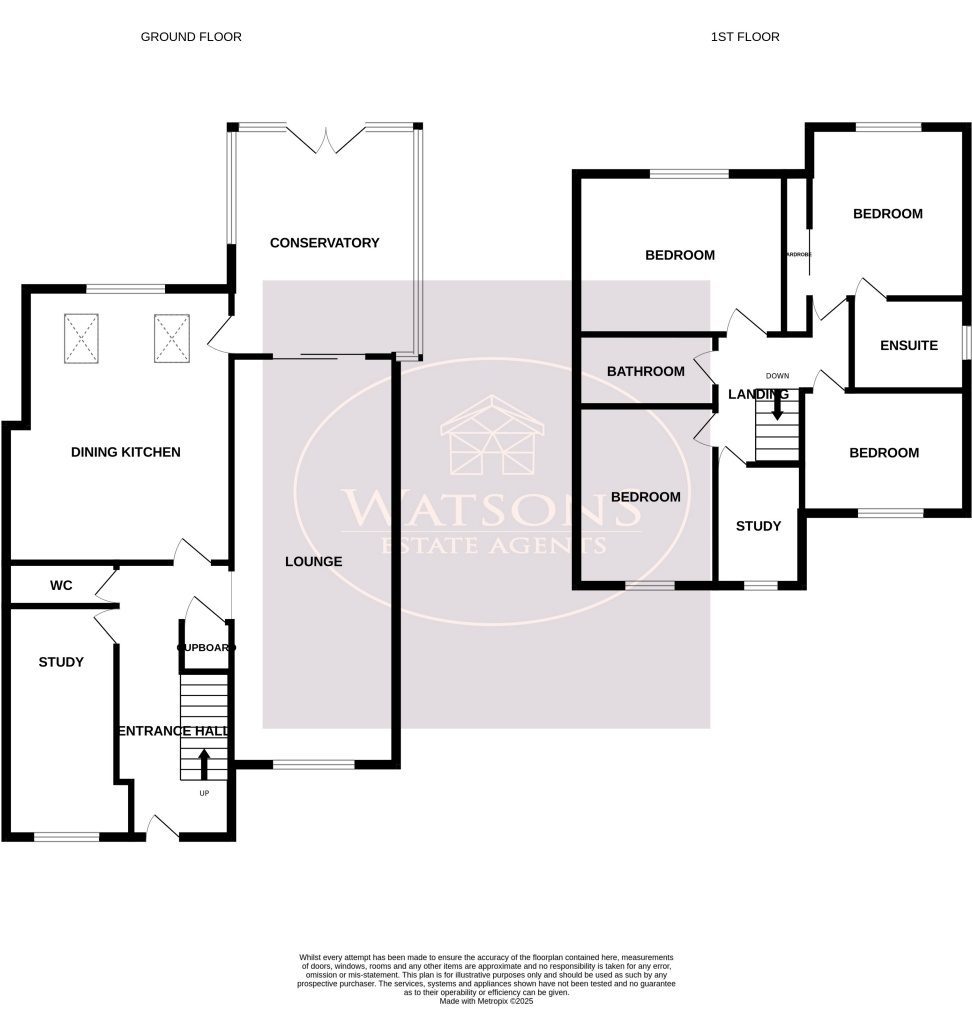 GROUND FLOOR
1ST FLOOR
CONSERVATORY
DINING KITCHEN
WC
LOUNGE
CUPBOARD
STUDY
ENTRANCE HALL
UP
BEDROOM
BEDROOM
ARDROBE
ENSUITE
BATHROOM
DOWN
LANDING
BEDROOM
BEDROOM
STUDY
WATSONS
ESTATE AGENTS
Whilst every attempt has been made to ensure the accuracy of the floorplan contained here, measurements
of doors, windows, rooms and any other items are approximate and no responsibility is taken for any error,
omission or mis-statement. This plan is for illustrative purposes only and should be used as such by any
prospective purchaser. The services, systems and appliances shown have not been tested and no guarantee
as to their operability or efficiency can be given.
Made with Metropix ©2025